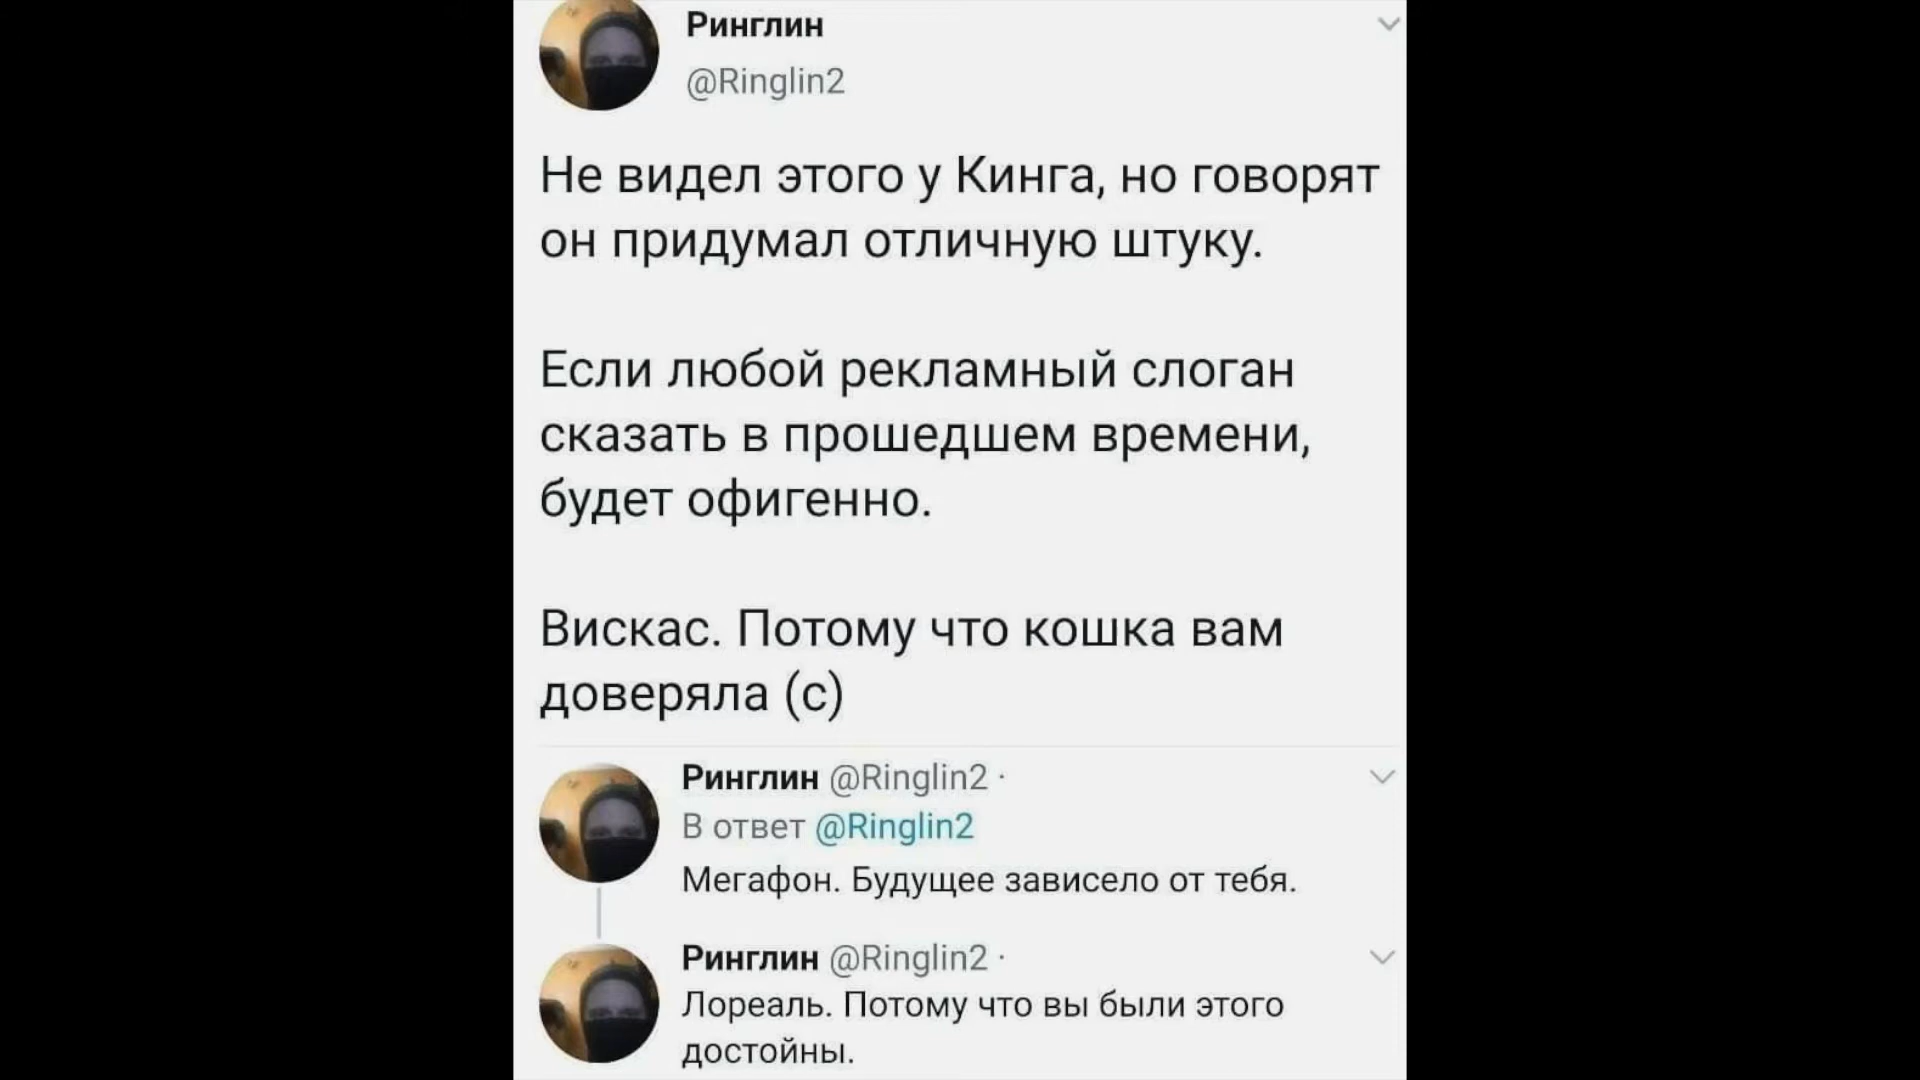 Ринглин
@Ringlin2
Не видел этого у Кинга, но говорят
он придумал отличную штуку.
Если любой рекламный слоган
сказать в прошедшем времени,
будет офигенно.
Вискас. Потому что кошка вам
доверяла (с)
Ринглин @Ringlin2 ·
В ответ @Ringlin2
Мегафон. Будущее зависело от тебя.
Ринглин @Ringlin2 ·
Лореаль. Потому что вы были этого
достойны.